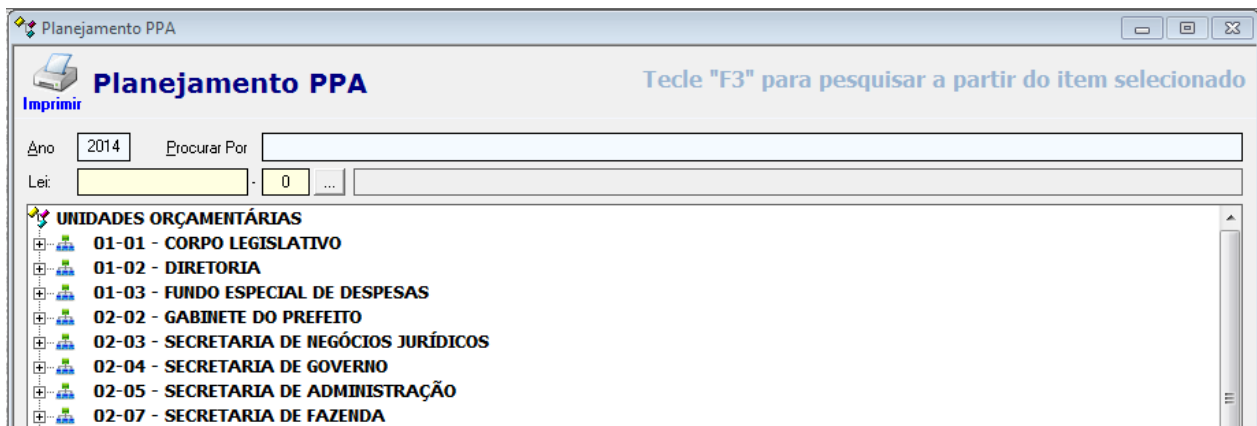 Planejamento PPA
Imprimir
Planejamento PPA
Tecle "F3" para pesquisar a partir do item selecionado
Ano 2014 Procurar Por
Lei: - 0 ...
UNIDADES ORÇAMENTÁRIAS
01-01 - CORPO LEGISLATIVO
01-02 - DIRETORIA
01-03 - FUNDO ESPECIAL DE DESPESAS
02-02 - GABINETE DO PREFEITO
02-03 - SECRETARIA DE NEGÓCIOS JURÍDICOS
02-04 - SECRETARIA DE GOVERNO
02-05 - SECRETARIA DE ADMINISTRAÇÃO
02-07 - SECRETARIA DE FAZENDA